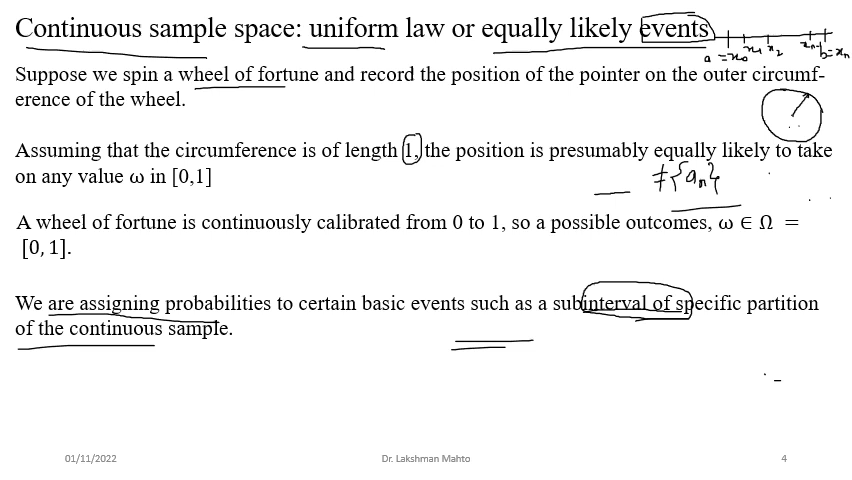 Continuous sample space: uniform law or equally likely events
a = x₀ x₁ x₂ xₙ₋₁ b = xₙ
Suppose we spin a wheel of fortune and record the position of the pointer on the outer circumf-
erence of the wheel.
Assuming that the circumference is of length 1, the position is presumably equally likely to take
on any value ω in [0,1]
≠ {aₙ}
A wheel of fortune is continuously calibrated from 0 to 1, so a possible outcomes, ω ∈ Ω =
[0, 1].
We are assigning probabilities to certain basic events such as a subinterval of specific partition
of the continuous sample.
01/11/2022 Dr. Lakshman Mahto 4